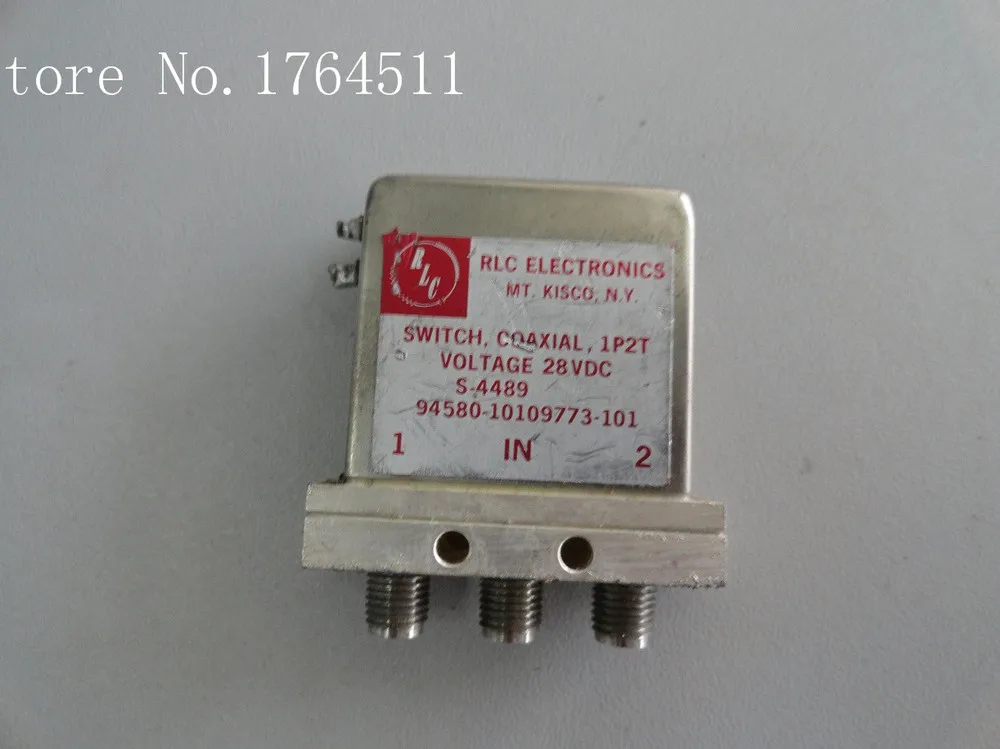 tore No. 1764511
RLC
RLC ELECTRONICS
MT. KISCO, N.Y.
SWITCH, COAXIAL, 1P2T
VOLTAGE 28VDC
S-4489
94580-10109773-101
1 IN 2